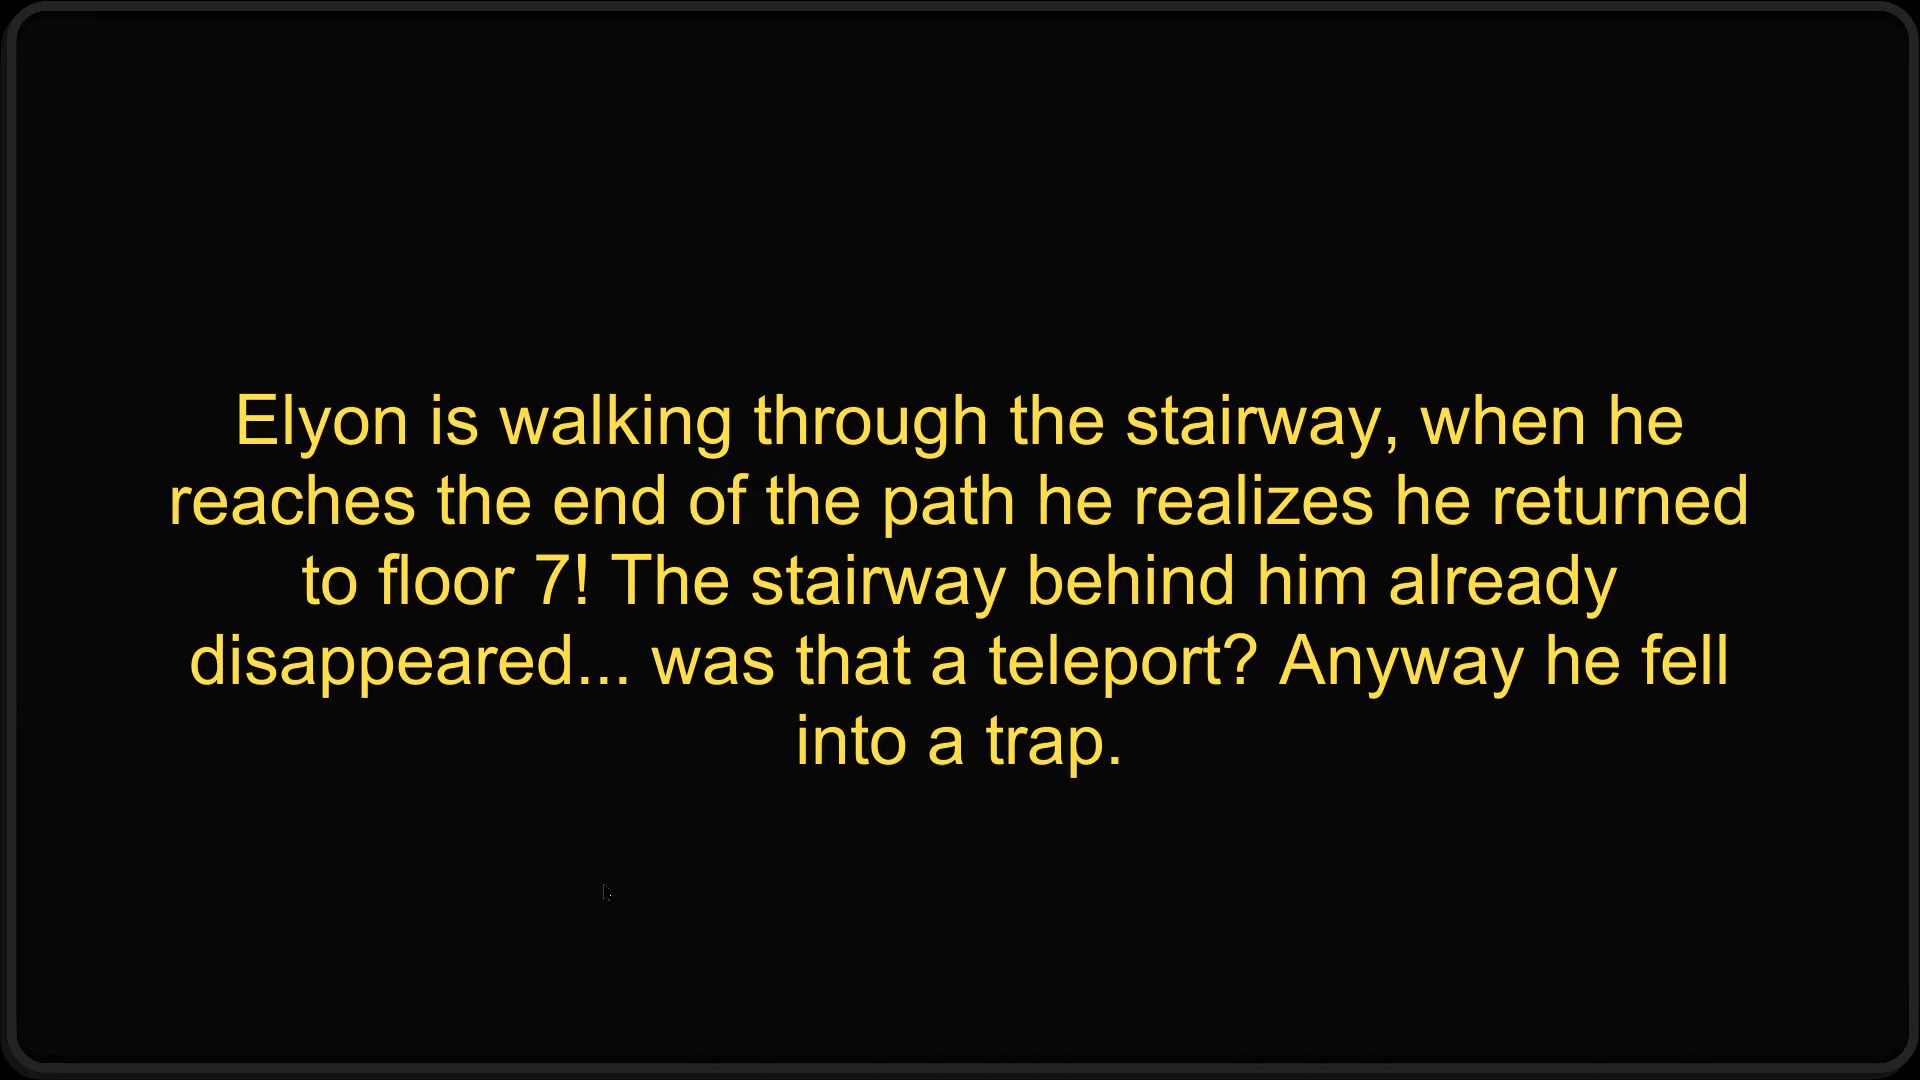 Elyon is walking through the stairway, when he
reaches the end of the path he realizes he returned
to floor 7! The stairway behind him already
disappeared... was that a teleport? Anyway he fell
into a trap.